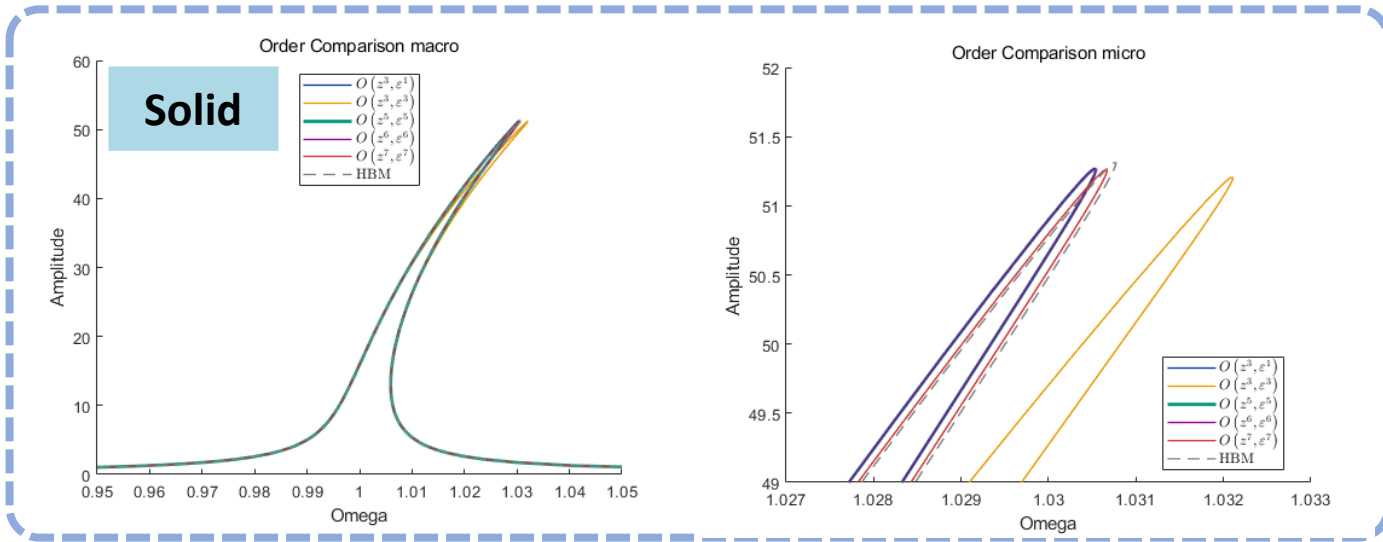 Order Comparison macro
Solid
60
50
40
30
20
10
0
Amplitude
0.95 0.96 0.97 0.98 0.99 1 1.01 1.02 1.03 1.04 1.05
Omega
O(z³, ε¹)
O(z³, ε³)
O(z⁵, ε⁵)
O(z⁶, ε⁶)
O(z⁷, ε⁷)
HBM
Order Comparison micro
52
51.5
51
50.5
50
49.5
49
Amplitude
1.027 1.028 1.029 1.03 1.031 1.032 1.033
Omega
O(z³, ε¹)
O(z³, ε³)
O(z⁵, ε⁵)
O(z⁶, ε⁶)
O(z⁷, ε⁷)
HBM